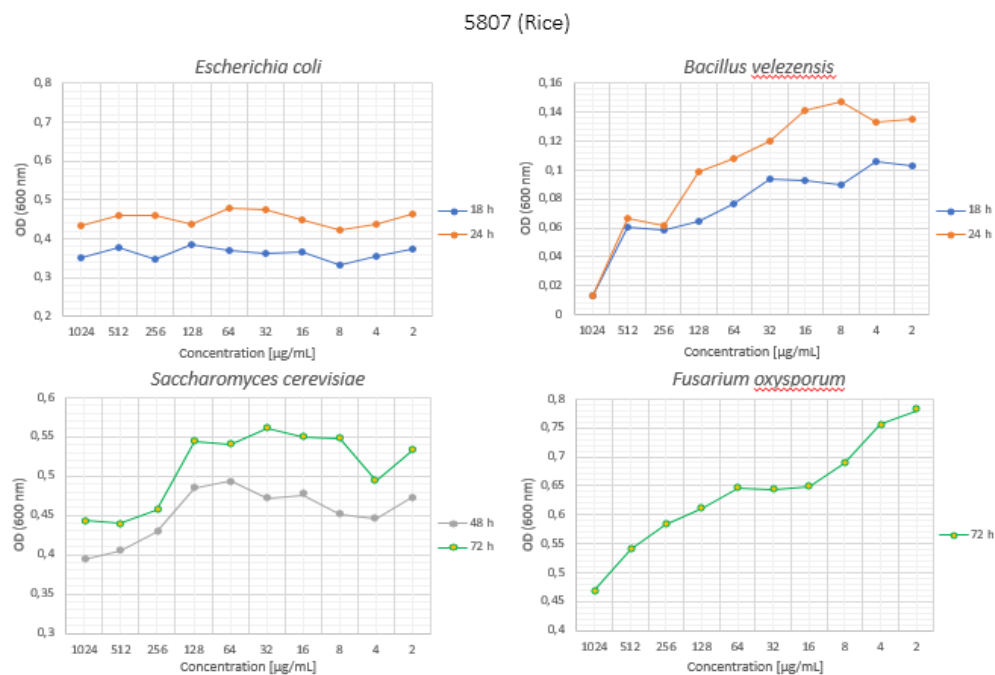 5807 (Rice)
Escherichia coli
0,8
0,7
0,6
0,5
0,4
0,3
0,2
OD (600 nm)
1024 512 256 128 64 32 16 8 4 2
Concentration [µg/mL]
18 h
24 h
Bacillus velezensis
0,16
0,14
0,12
0,1
0,08
0,06
0,04
0,02
0
OD (600 nm)
1024 512 256 128 64 32 16 8 4 2
Concentration [µg/mL]
18 h
24 h
Saccharomyces cerevisiae
0,6
0,55
0,5
0,45
0,4
0,35
0,3
OD (600 nm)
1024 512 256 128 64 32 16 8 4 2
Concentration [µg/mL]
48 h
72 h
Fusarium oxysporum
0,8
0,75
0,7
0,65
0,6
0,55
0,5
0,45
0,4
OD (600 nm)
1024 512 256 128 64 32 16 8 4 2
Concentration [µg/mL]
72 h